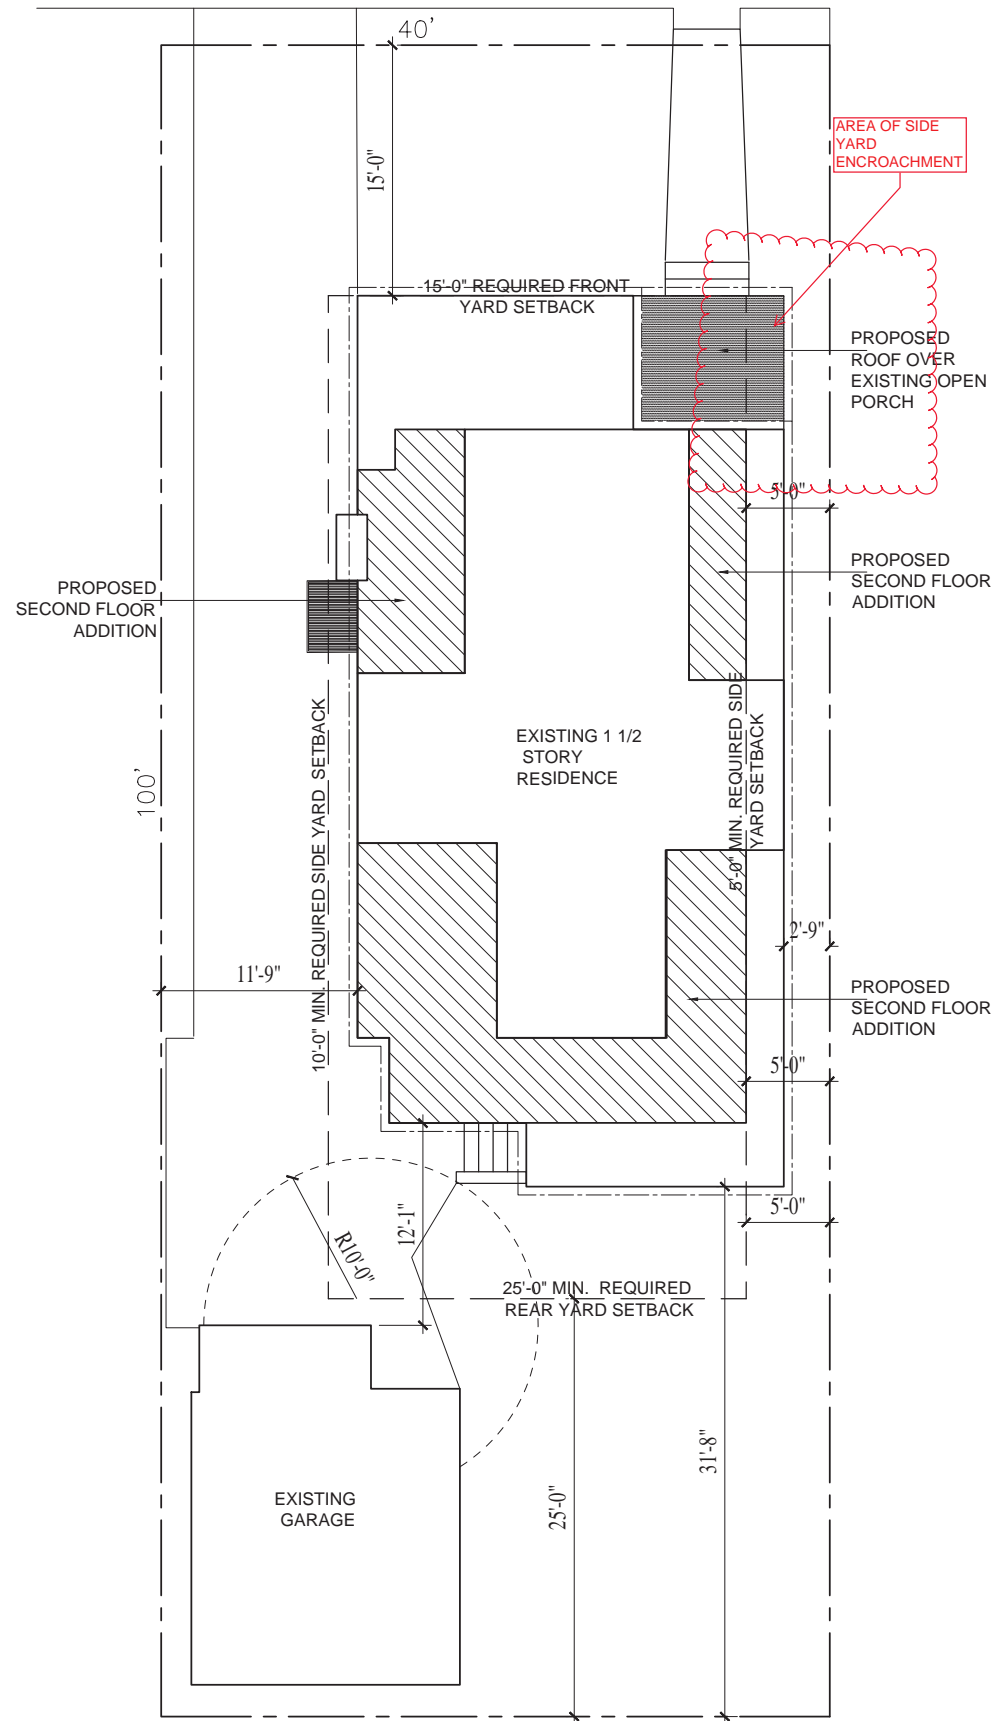 40'
AREA OF SIDE
YARD
ENCROACHMENT
15'-0"
15'-0" REQUIRED FRONT
YARD SETBACK
PROPOSED
ROOF OVER
EXISTING OPEN
PORCH
5'-0"
PROPOSED
SECOND FLOOR
ADDITION
PROPOSED
SECOND FLOOR
ADDITION
EXISTING 1 1/2
STORY
RESIDENCE
5'-0" MIN. REQUIRED SIDE
YARD SETBACK
100'
10'-0" MIN. REQUIRED SIDE YARD SETBACK
2'-9"
11'-9"
PROPOSED
SECOND FLOOR
ADDITION
5'-0"
5'-0"
12'-1"
R10'-0"
25'-0" MIN. REQUIRED
REAR YARD SETBACK
31'-8"
25'-0"
EXISTING
GARAGE